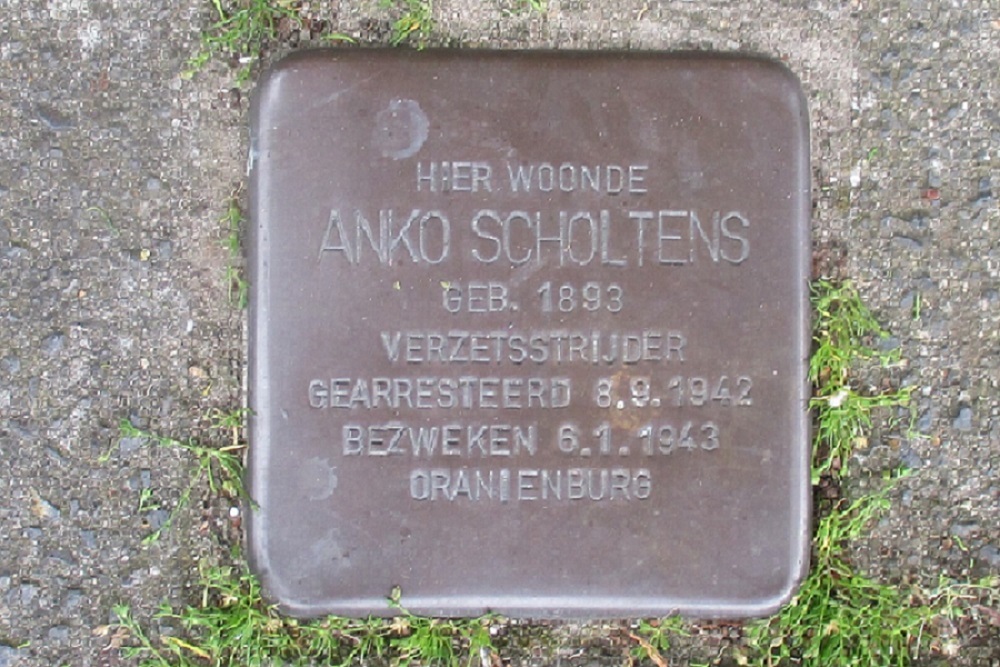 HIER WOONDE
ANKO SCHOLTENS
GEB. 1893
VERZETSSTRIJDER
GEARRESTEERD 8.9.1942
BEZWEKEN 6.1.1943
ORANIENBURG